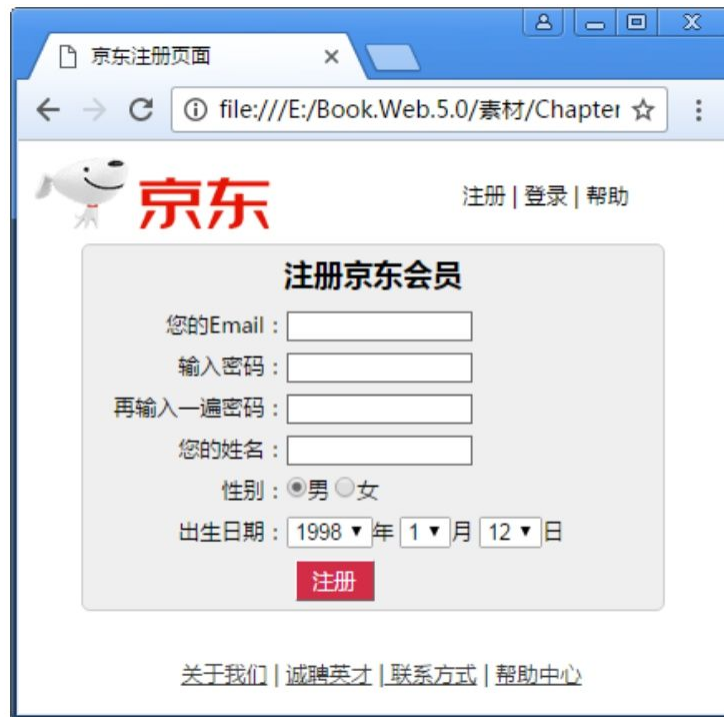 京东注册页面
file:///E:/Book.Web.5.0/素材/Chapter
京东
注册 | 登录 | 帮助
注册京东会员
您的Email：
输入密码：
再输入一遍密码：
您的姓名：
性别：男 女
出生日期：1998 年 1 月 12 日
注册
关于我们 | 诚聘英才 | 联系方式 | 帮助中心